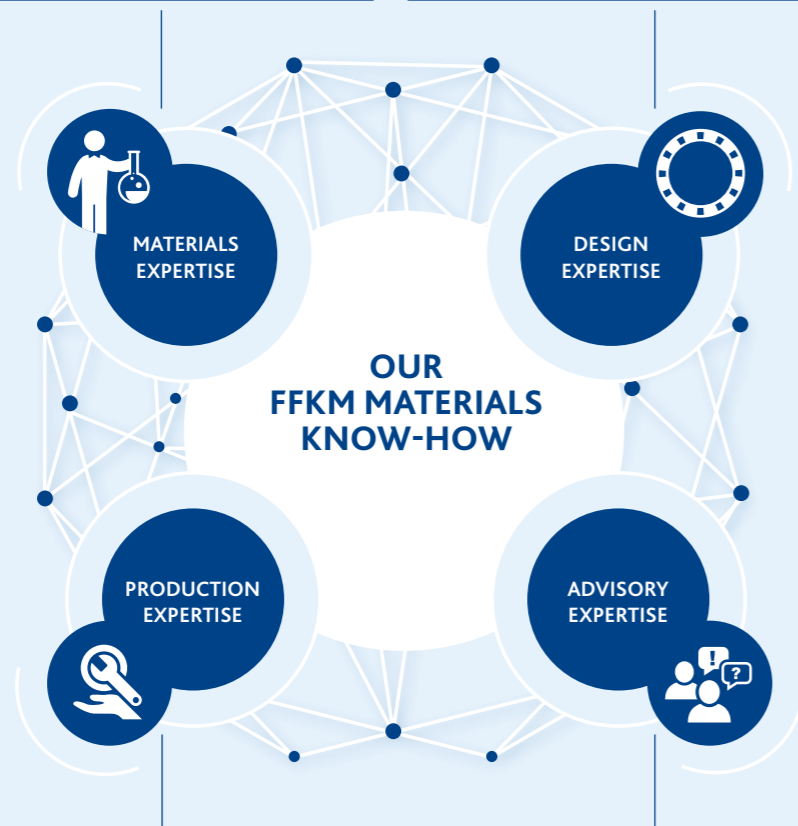 MATERIALS
EXPERTISE
DESIGN
EXPERTISE
OUR
FFKM MATERIALS
KNOW-HOW
PRODUCTION
EXPERTISE
ADVISORY
EXPERTISE
!
?